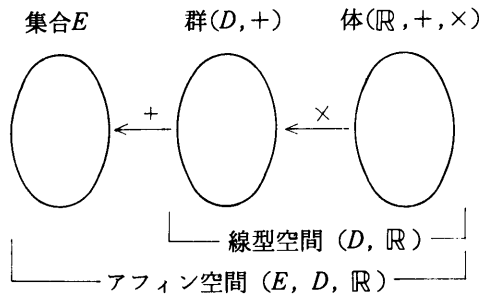 集合E 群(D,+) 体(ℝ,+,×)
+ ×
線型空間 (D, ℝ)
アフィン空間 (E, D, ℝ)